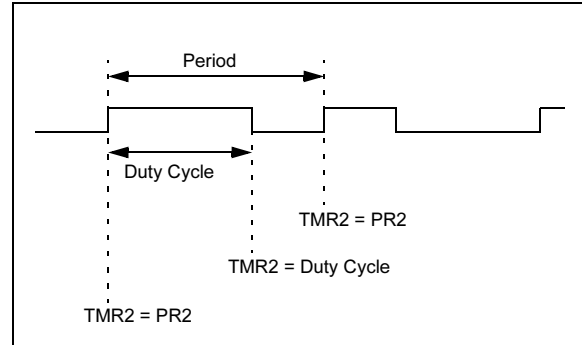 Period
Duty Cycle
TMR2 = PR2
TMR2 = Duty Cycle
TMR2 = PR2